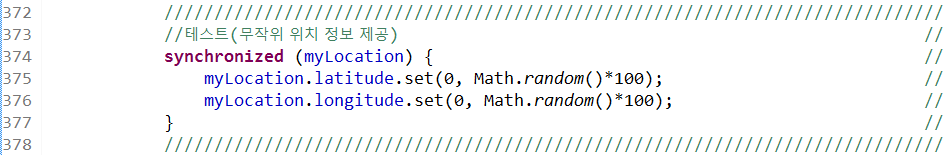 372 //////////////////////////////////////////////////////////////////////////////
373 //테스트(무작위 위치 정보 제공) //
374 synchronized (myLocation) { //
375 myLocation.latitude.set(0, Math.random()*100); //
376 myLocation.longitude.set(0, Math.random()*100); //
377 } //
378 //////////////////////////////////////////////////////////////////////////////